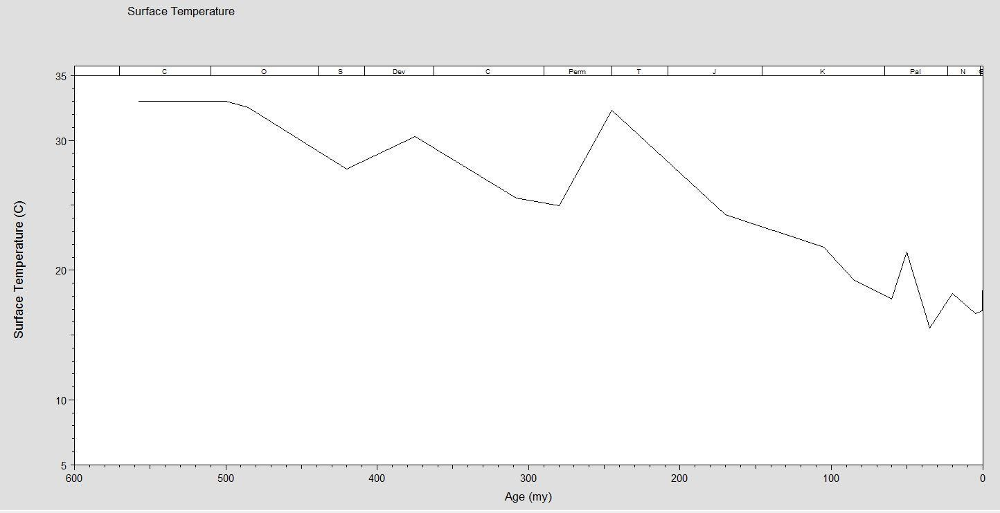 Surface Temperature
C O S Dev C Perm T J K Pal N
35
30
20
10
5
Surface Temperature (C)
600 500 400 300 200 100 0
Age (my)